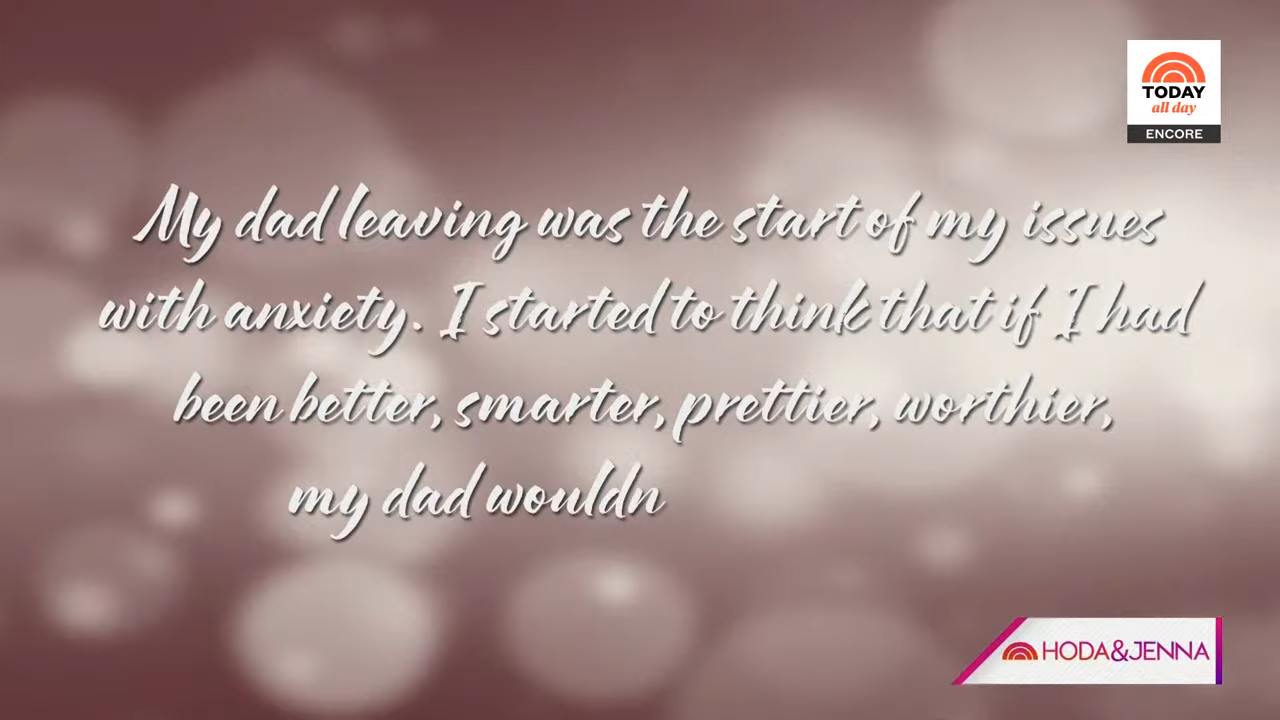 TODAY
all day
ENCORE
My dad leaving was the start of my issues
with anxiety. I started to think that if I had
been better, smarter, prettier, worthier,
my dad wouldn
HODA&JENNA